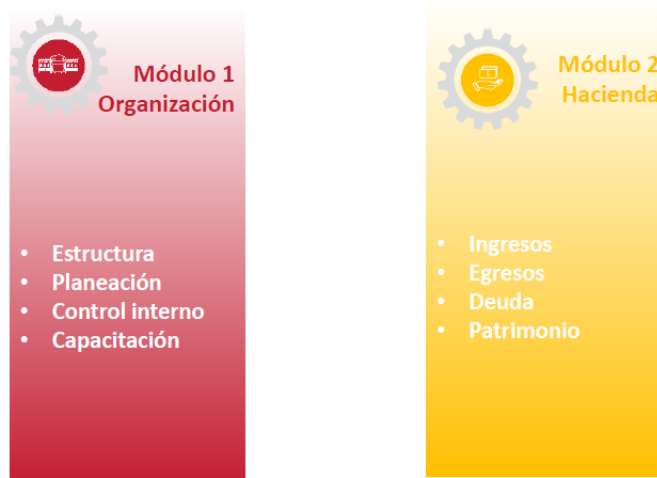 Módulo 1
Organización
• Estructura
• Planeación
• Control interno
• Capacitación
Módulo 2
Hacienda
• Ingresos
• Egresos
• Deuda
• Patrimonio